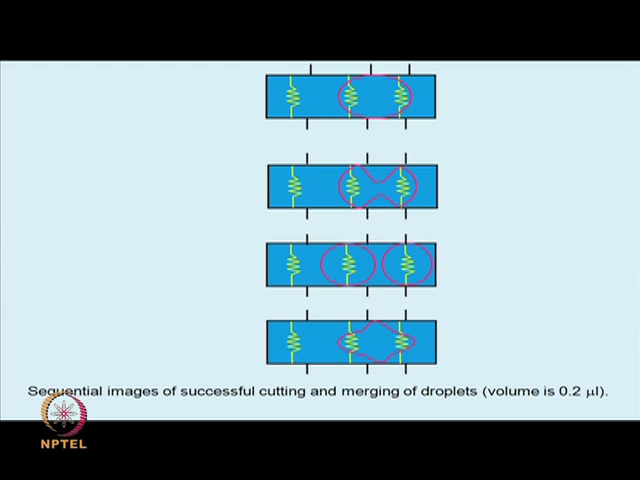 Sequential images of successful cutting and merging of droplets (volume is 0.2 µl).
NPTEL